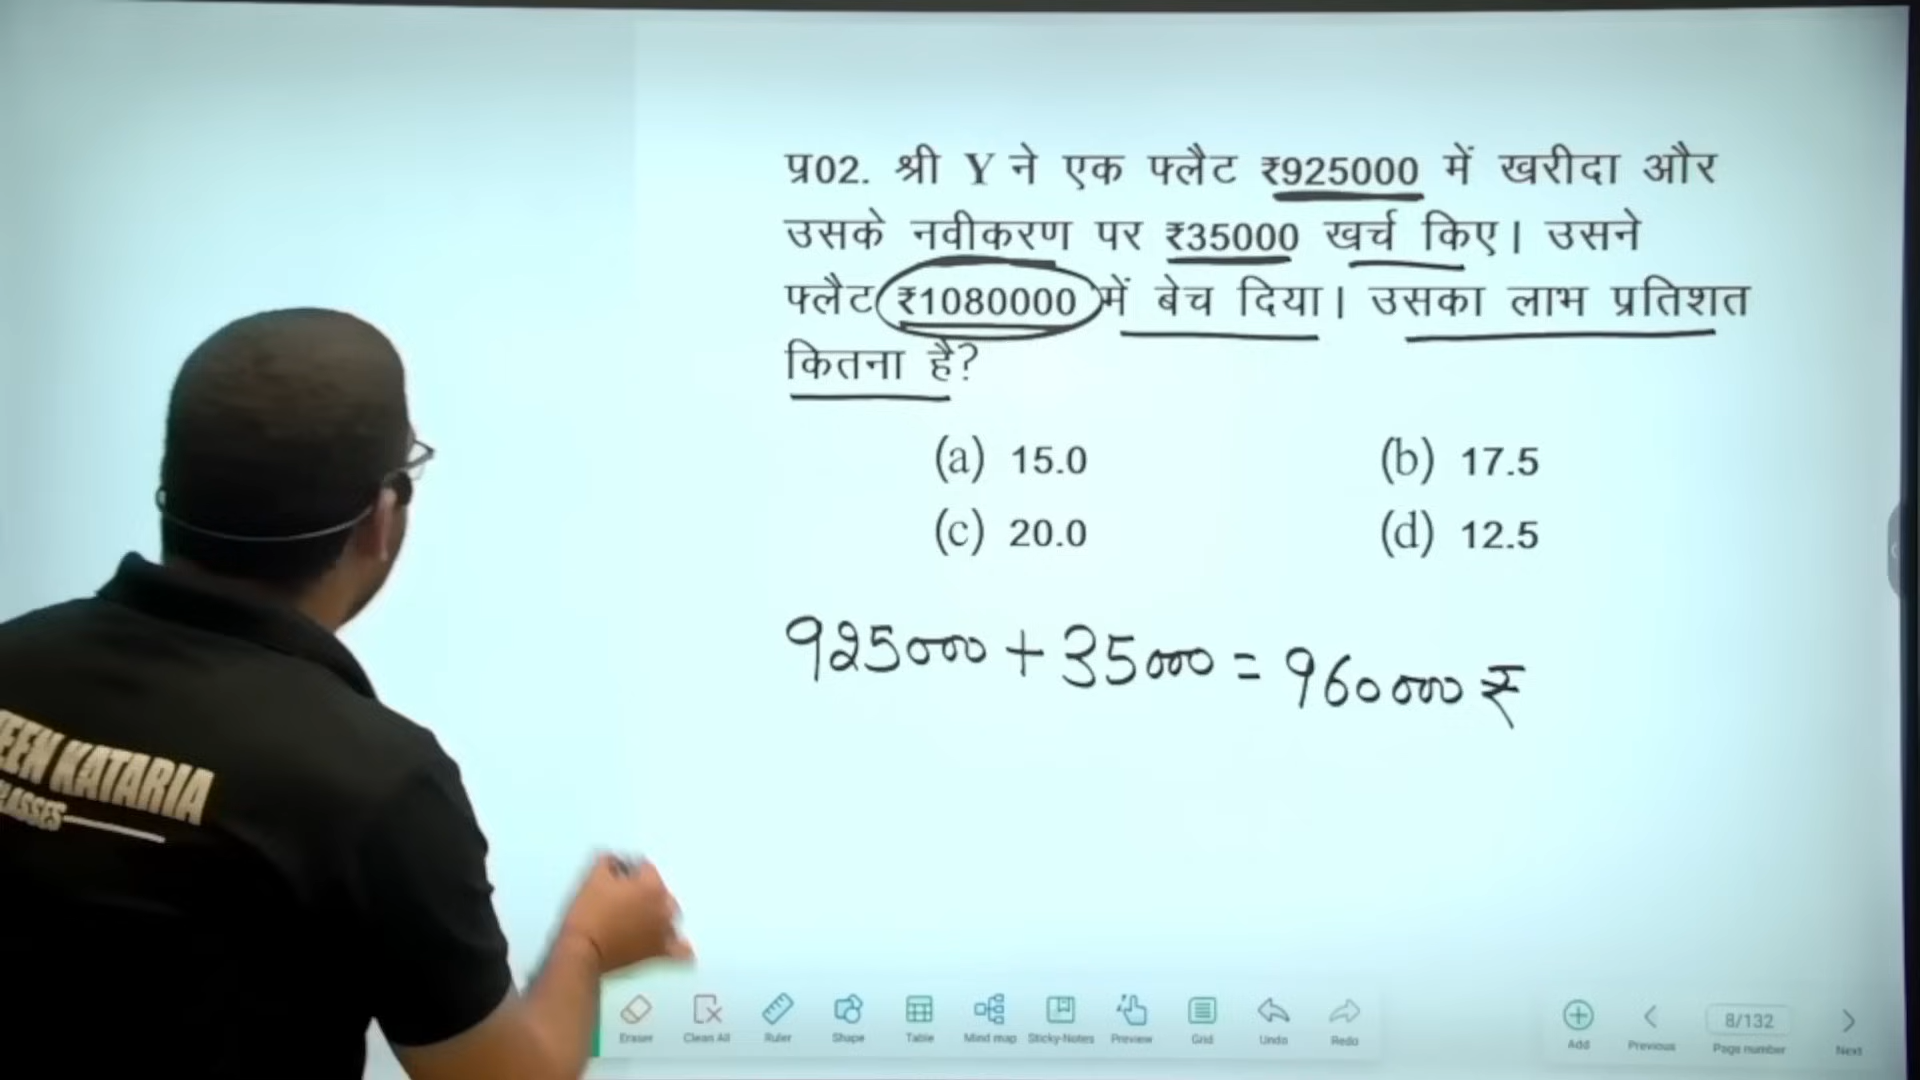 प्र02. श्री Y ने एक फ्लैट ₹925000 में खरीदा और
उसके नवीकरण पर ₹35000 खर्च किए। उसने
फ्लैट ₹1080000 में बेच दिया। उसका लाभ प्रतिशत
कितना है?
(a) 15.0 (b) 17.5
(c) 20.0 (d) 12.5
925000 + 35000 = 960000 ₹
KATARIA
Eraser Clean All Ruler Shape Table Mind map Sticky-Notes Preview Grid Undo Redo
Add Previous 8/132 Page number Next